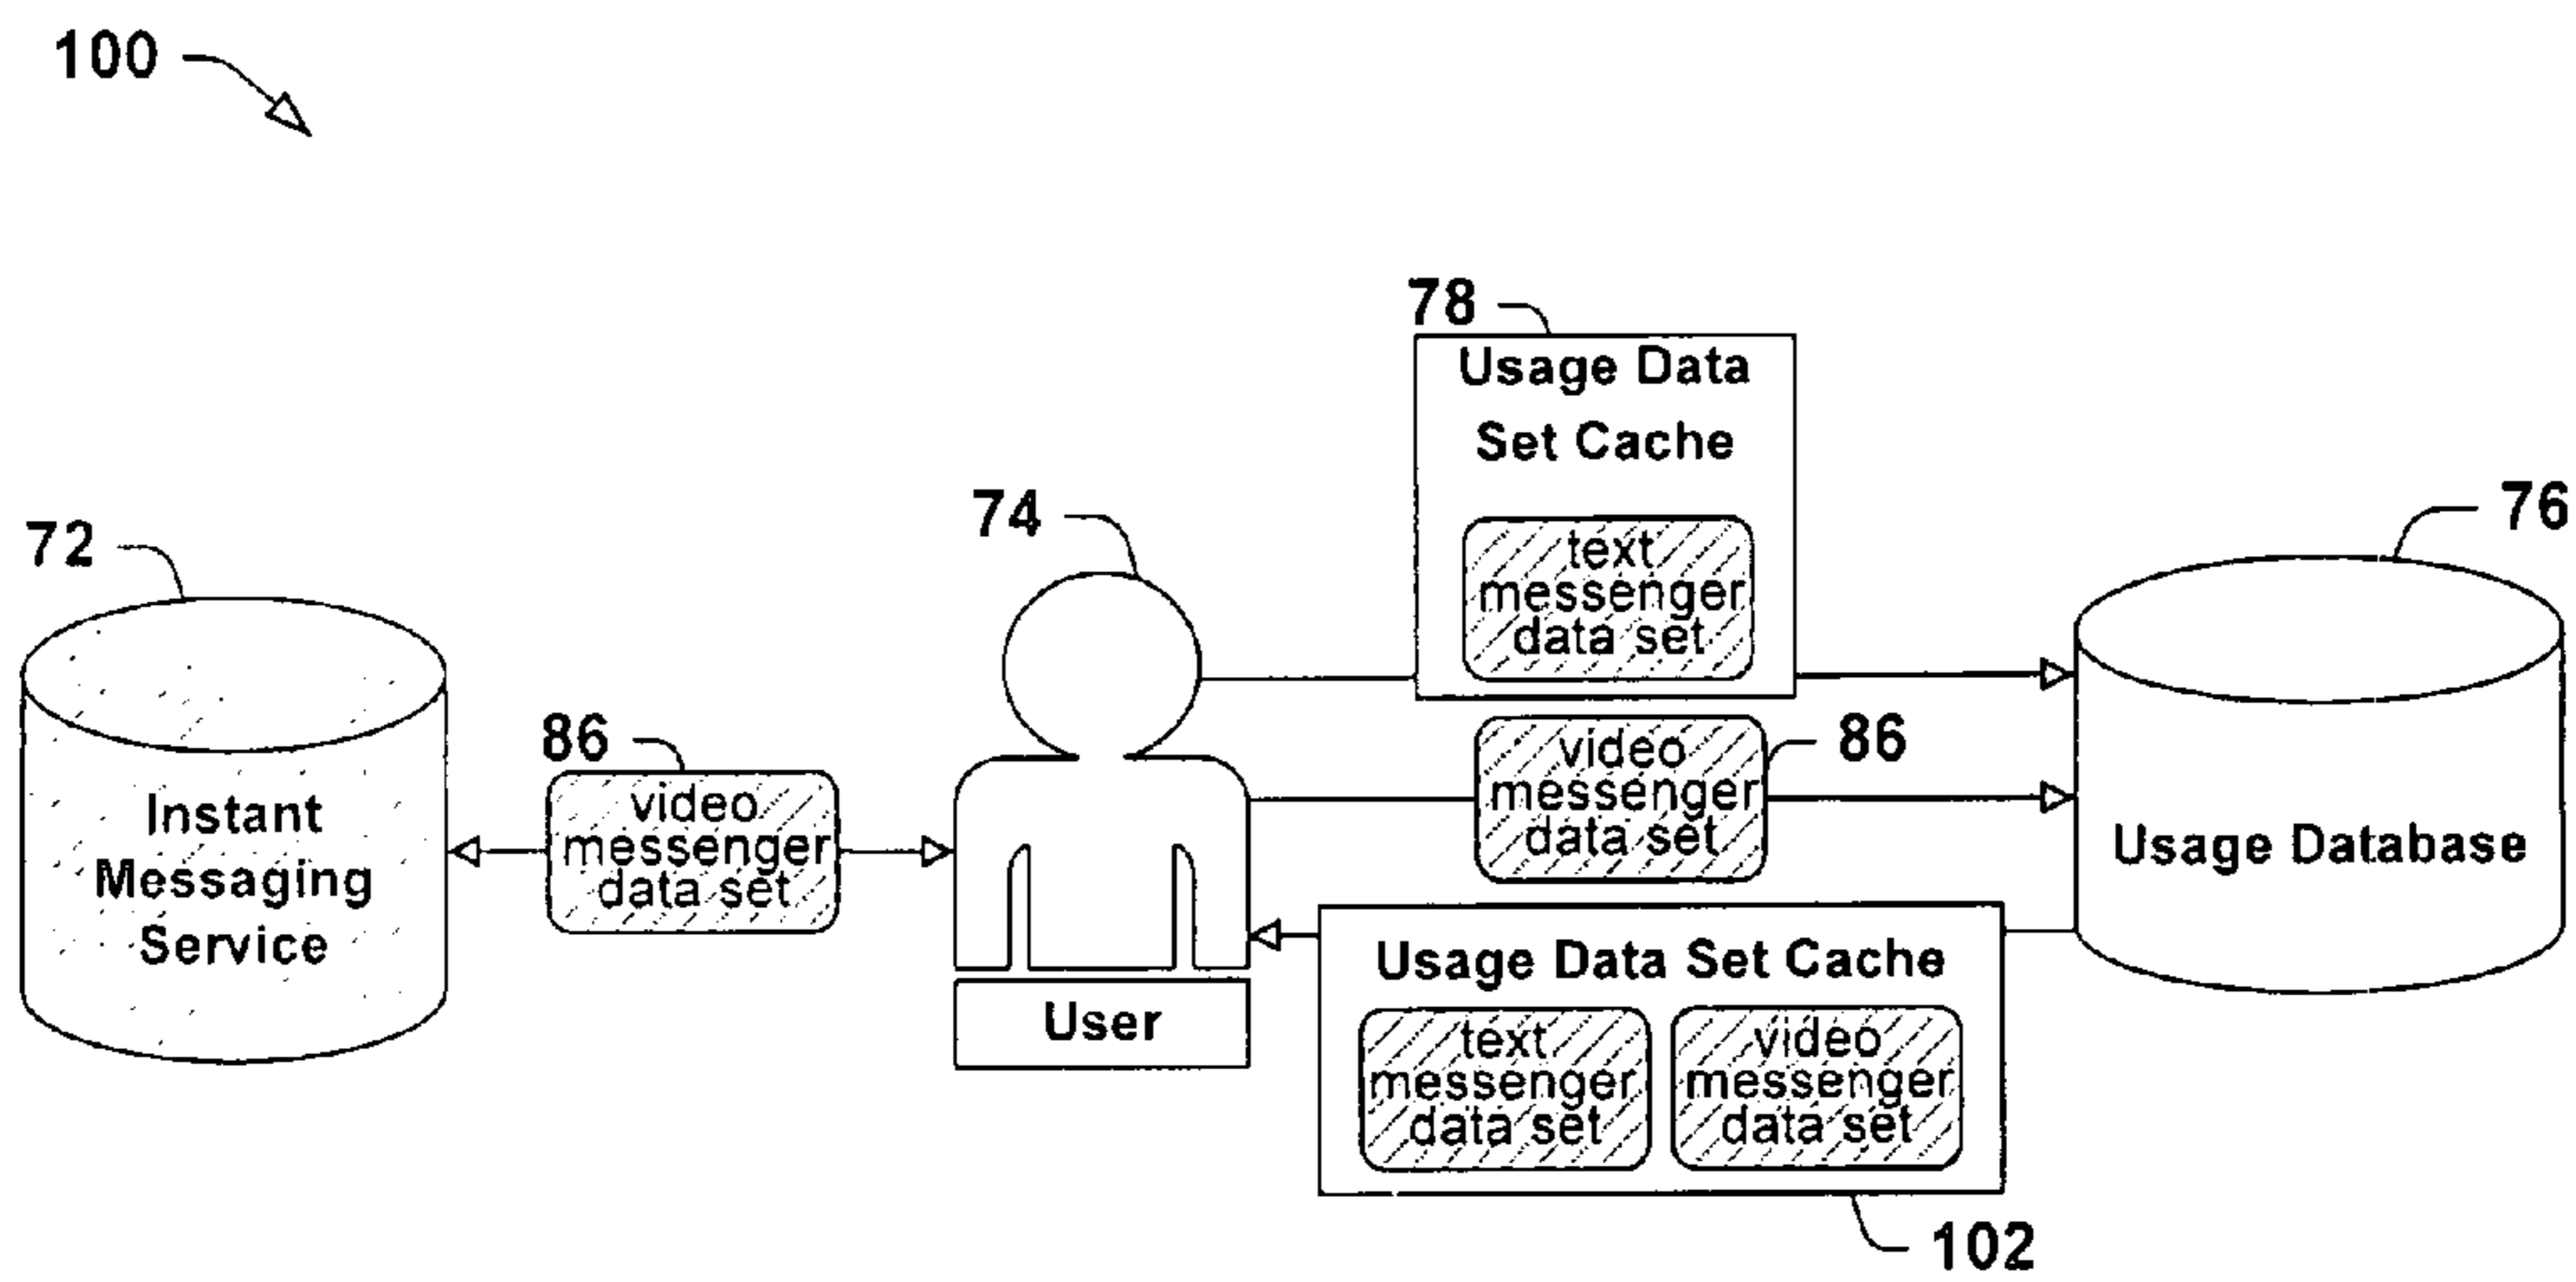 100
78
Usage Data
Set Cache
text
messenger
data set
74
76
72
86
video
messenger
data set
86
video
messenger
data set
Instant
Messaging
Service
Usage Database
Usage Data Set Cache
text
messenger
data set
video
messenger
data set
User
102